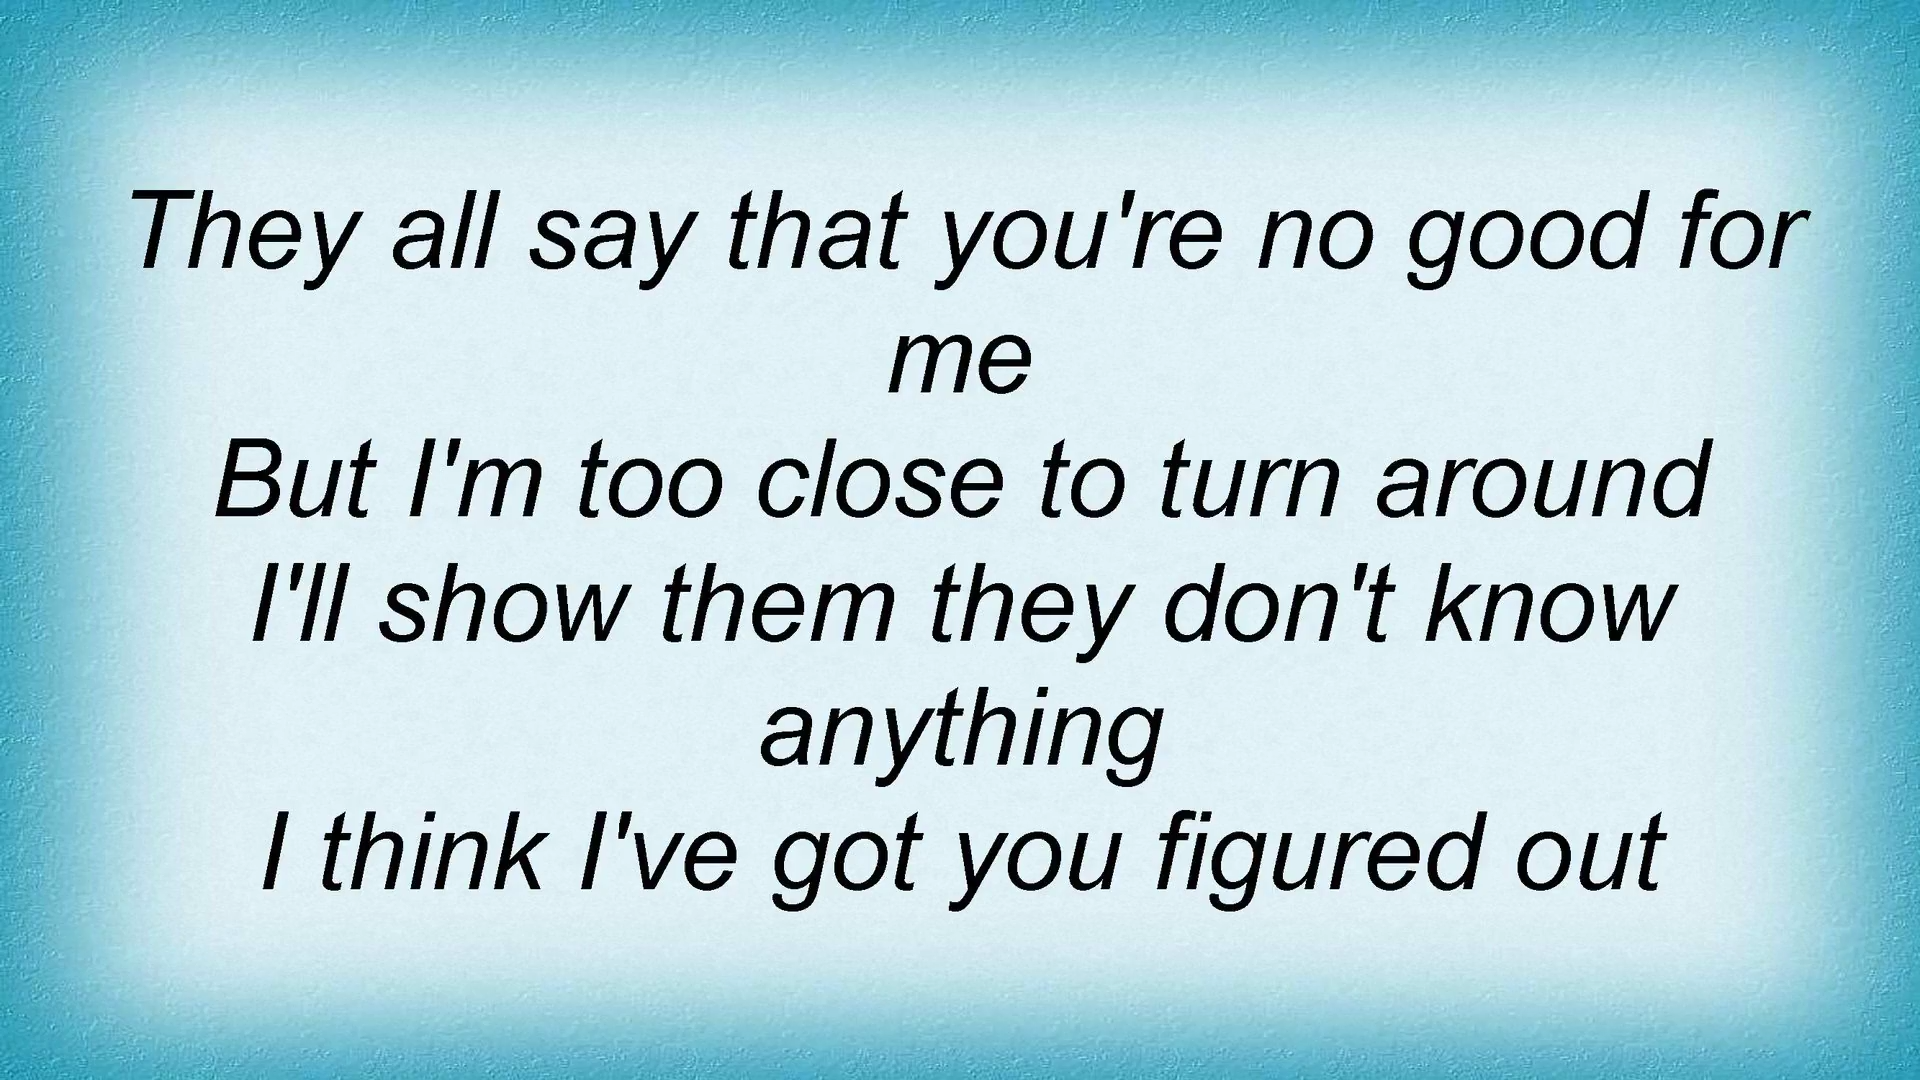 They all say that you're no good for
me
But I'm too close to turn around
I'll show them they don't know
anything
I think I've got you figured out